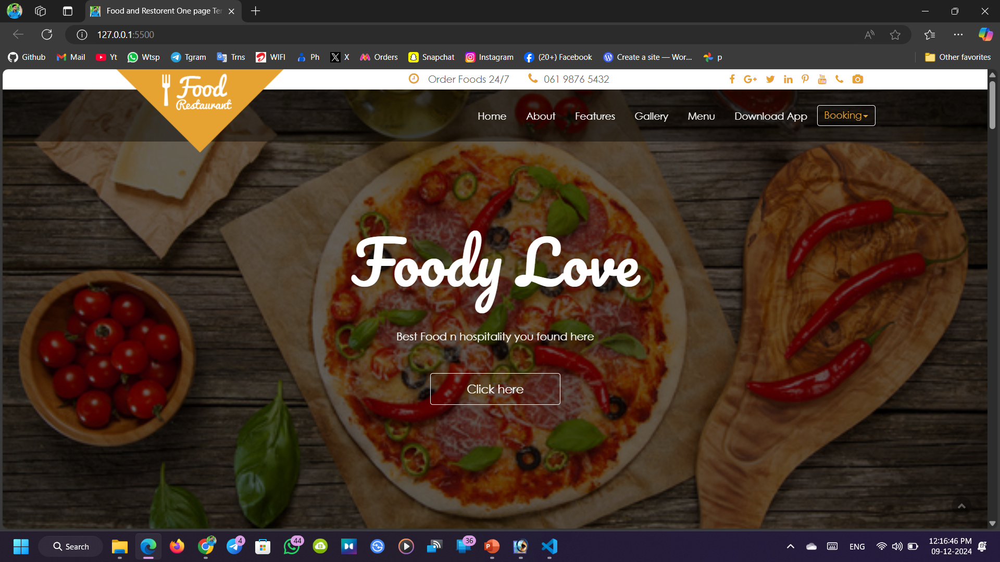 Food and Restorent One page Ter
127.0.0.1:5500
Github Mail Yt Wtsp Tgram Trns WIFI Ph X Orders Snapchat Instagram (20+) Facebook Create a site — Wor... p Other favorites
Food
Restaurant
Order Foods 24/7 061 9876 5432
Home About Features Gallery Menu Download App Booking
Foody Love
Best Food n hospitality you found here
Click here
Search 4 44 36 ENG 12:16:46 PM
09-12-2024